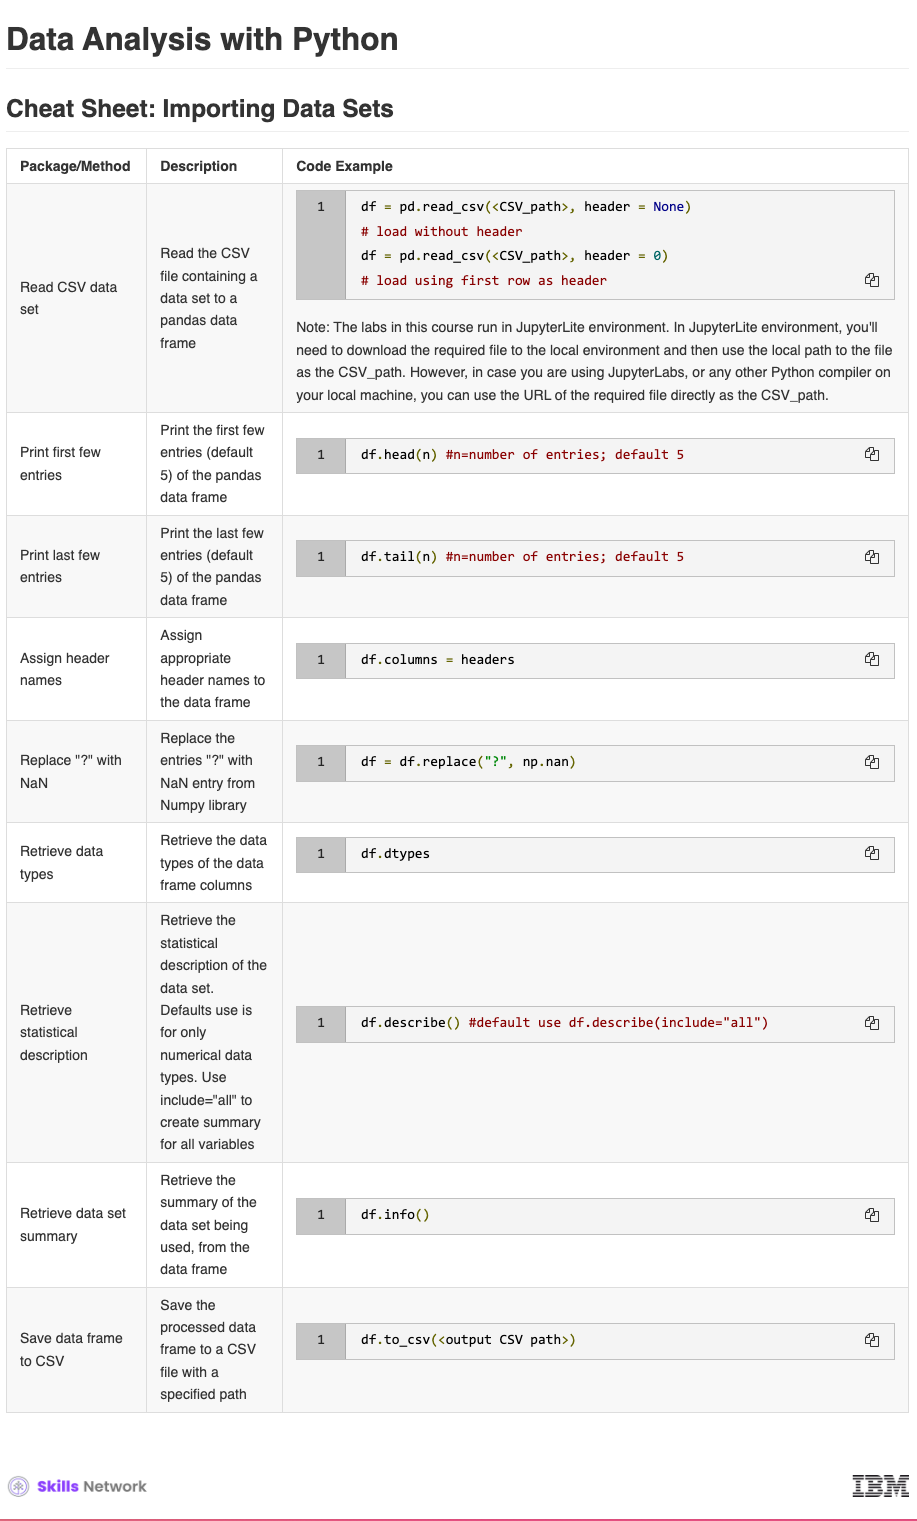 Data Analysis with Python
Cheat Sheet: Importing Data Sets
Package/Method Description Code Example
Read CSV data
set
Read the CSV
file containing a
data set to a
pandas data
frame
1 df = pd.read_csv(<CSV_path>, header = None)
# load without header
df = pd.read_csv(<CSV_path>, header = 0)
# load using first row as header
Note: The labs in this course run in JupyterLite environment. In JupyterLite environment, you'll
need to download the required file to the local environment and then use the local path to the file
as the CSV_path. However, in case you are using JupyterLabs, or any other Python compiler on
your local machine, you can use the URL of the required file directly as the CSV_path.
Print first few
entries
Print the first few
entries (default
5) of the pandas
data frame
1 df.head(n) #n=number of entries; default 5
Print last few
entries
Print the last few
entries (default
5) of the pandas
data frame
1 df.tail(n) #n=number of entries; default 5
Assign header
names
Assign
appropriate
header names to
the data frame
1 df.columns = headers
Replace "?" with
NaN
Replace the
entries "?" with
NaN entry from
Numpy library
1 df = df.replace("?", np.nan)
Retrieve data
types
Retrieve the data
types of the data
frame columns
1 df.dtypes
Retrieve
statistical
description
Retrieve the
statistical
description of the
data set.
Defaults use is
for only
numerical data
types. Use
include="all" to
create summary
for all variables
1 df.describe() #default use df.describe(include="all")
Retrieve data set
summary
Retrieve the
summary of the
data set being
used, from the
data frame
1 df.info()
Save data frame
to CSV
Save the
processed data
frame to a CSV
file with a
specified path
1 df.to_csv(<output CSV path>)
Skills Network
IBM